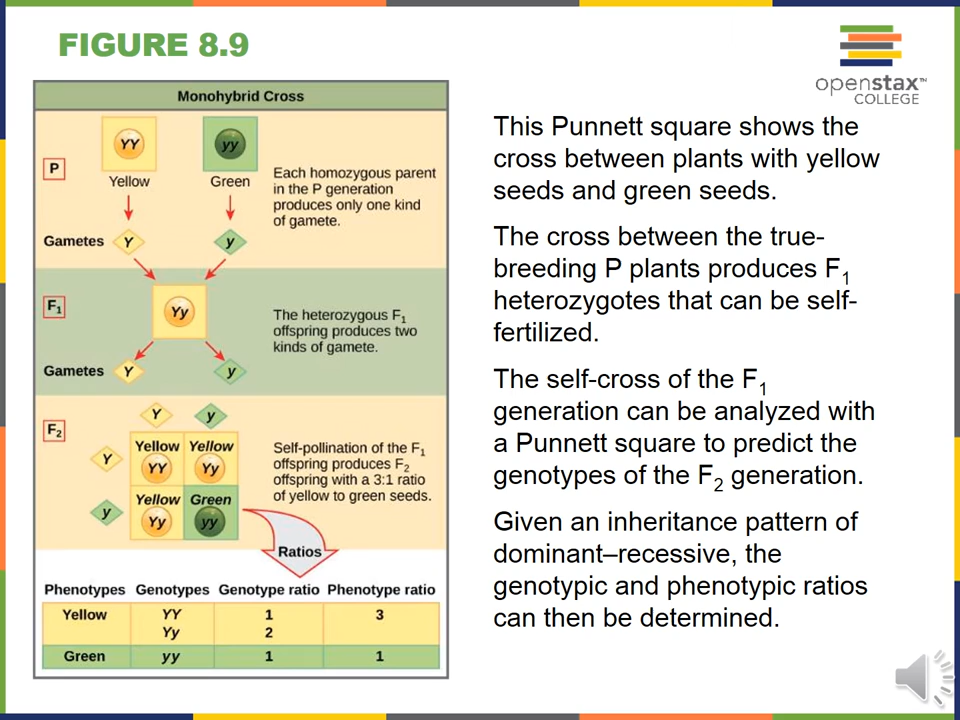 FIGURE 8.9
openstax™
COLLEGE
Monohybrid Cross
P
YY
yy
Yellow
Green
Each homozygous parent
in the P generation
produces only one kind
of gamete.
Gametes
Y
y
F₁
Yy
The heterozygous F₁
offspring produces two
kinds of gamete.
Gametes
Y
y
F₂
Y
y
Y
Yellow
YY
Yellow
Yy
y
Yellow
Yy
Green
yy
Self-pollination of the F₁
offspring produces F₂
offspring with a 3:1 ratio
of yellow to green seeds.
Ratios
Phenotypes Genotypes Genotype ratio Phenotype ratio
Yellow YY 1 3
Yy 2
Green yy 1 1
This Punnett square shows the
cross between plants with yellow
seeds and green seeds.
The cross between the true-
breeding P plants produces F₁
heterozygotes that can be self-
fertilized.
The self-cross of the F₁
generation can be analyzed with
a Punnett square to predict the
genotypes of the F₂ generation.
Given an inheritance pattern of
dominant–recessive, the
genotypic and phenotypic ratios
can then be determined.